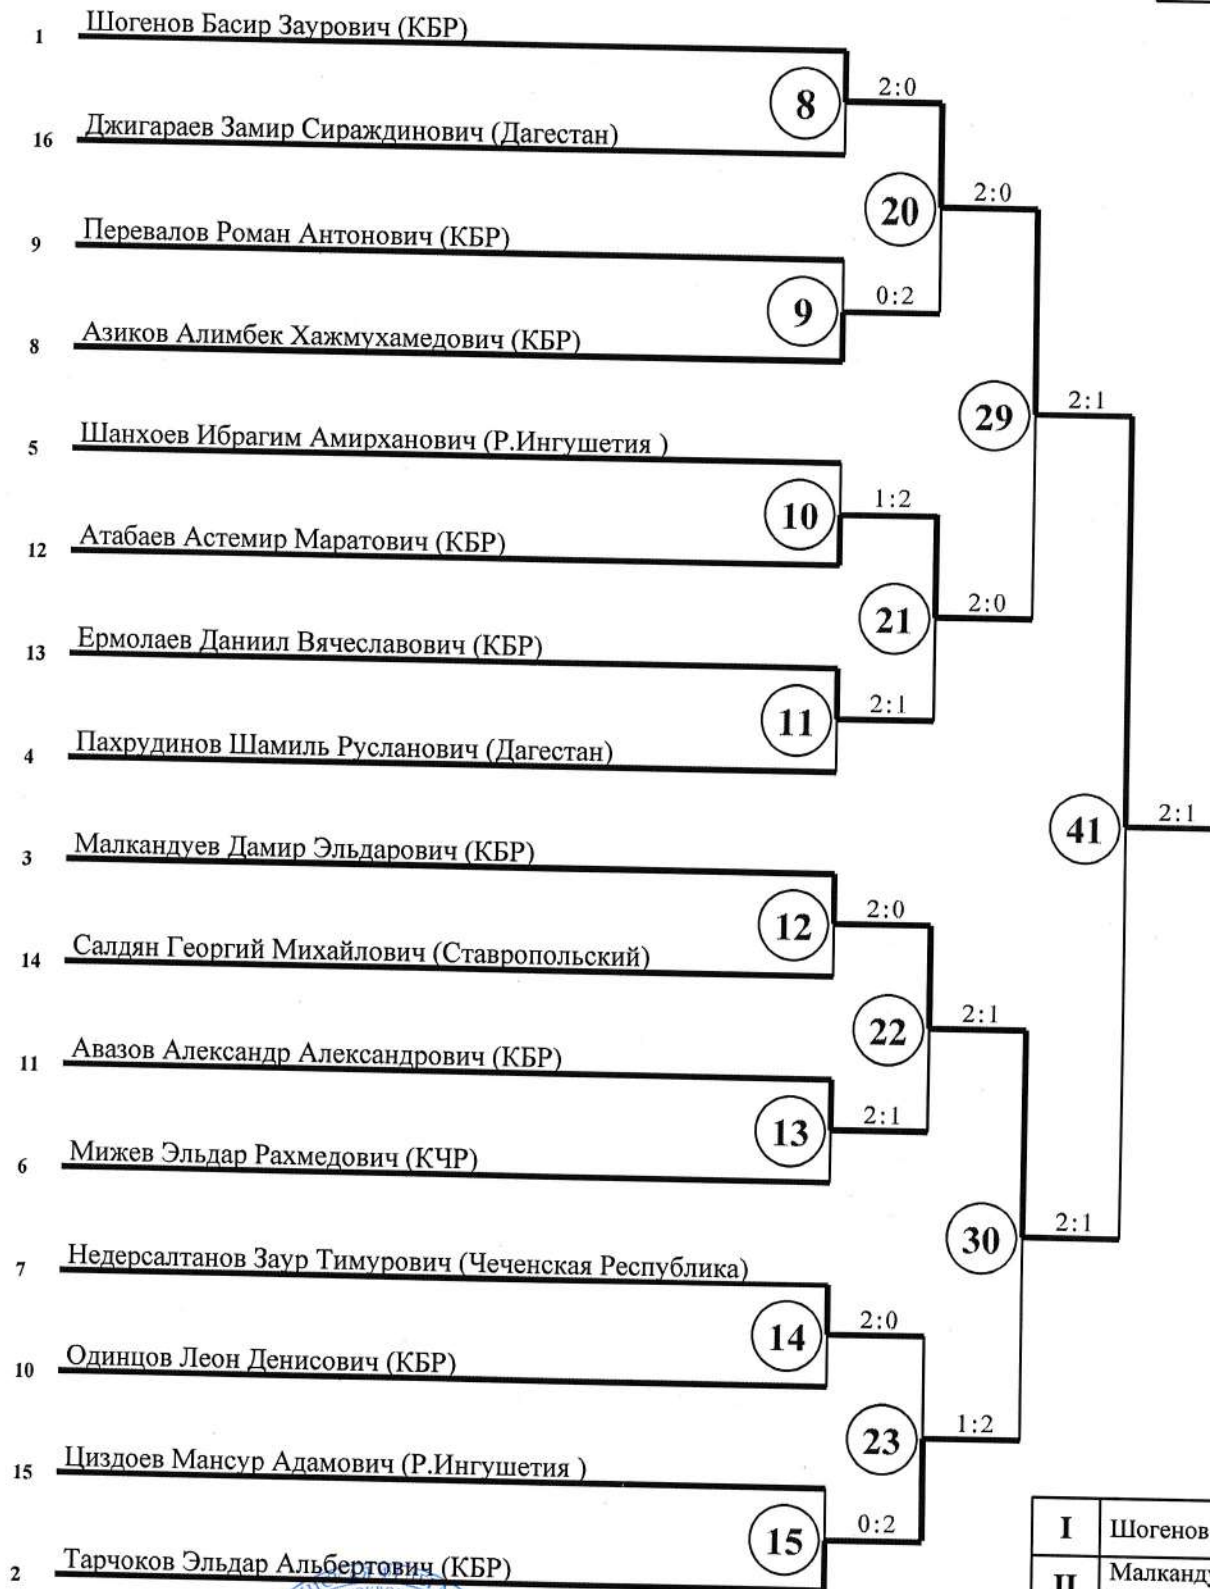 1 Шогенов Басир Заурович (КБР)
8 2:0
16 Джигараев Замир Сираждинович (Дагестан)
20 2:0
9 Перевалов Роман Антонович (КБР)
9 0:2
8 Азиков Алимбек Хажмухамедович (КБР)
29 2:1
5 Шанхоев Ибрагим Амирханович (Р.Ингушетия )
10 1:2
12 Атабаев Астемир Маратович (КБР)
21 2:0
13 Ермолаев Даниил Вячеславович (КБР)
11 2:1
4 Пахрудинов Шамиль Русланович (Дагестан)
41 2:1
3 Малкандуев Дамир Эльдарович (КБР)
12 2:0
14 Салдян Георгий Михайлович (Ставропольский)
22 2:1
11 Авазов Александр Александрович (КБР)
13 2:1
6 Мижев Эльдар Рахмедович (КЧР)
30 2:1
7 Недерсалтанов Заур Тимурович (Чеченская Республика)
14 2:0
10 Одинцов Леон Денисович (КБР)
23 1:2
15 Циздоев Мансур Адамович (Р.Ингушетия )
15 0:2
I Шогенов
2 Тарчоков Эльдар Альбертович (КБР)
II Малканду